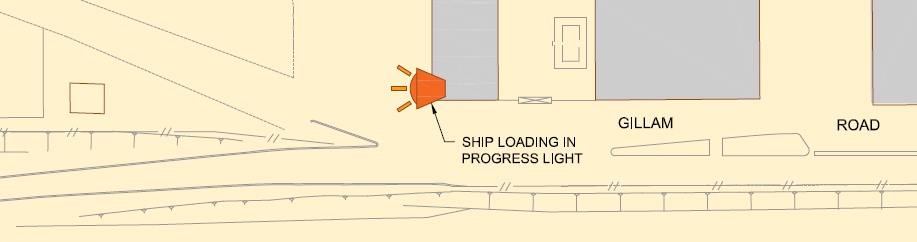 GILLAM
ROAD
SHIP LOADING IN
PROGRESS LIGHT